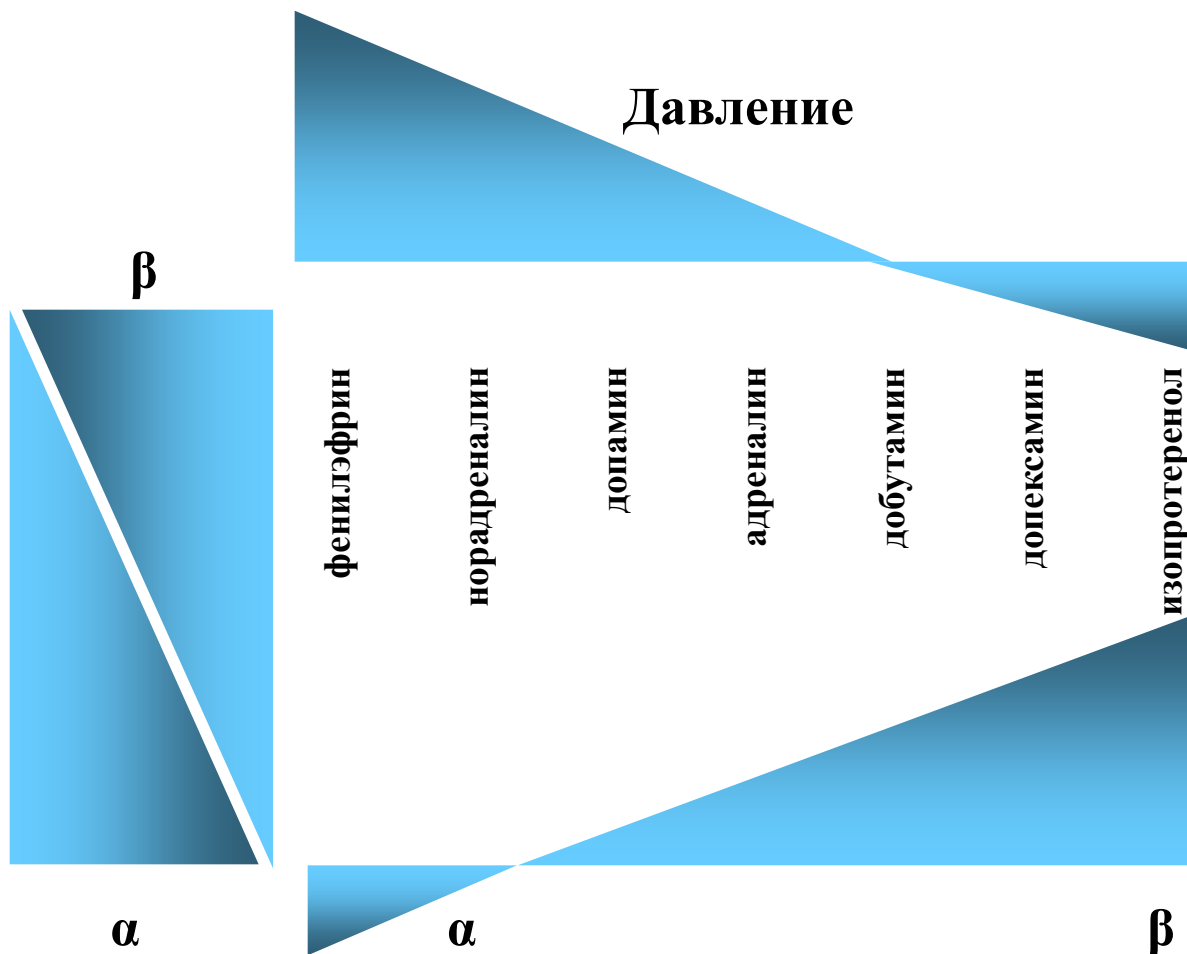 Давление
β
фенилэфрин
норадреналин
допамин
адреналин
добутамин
допексамин
изопротеренол
α
α
β